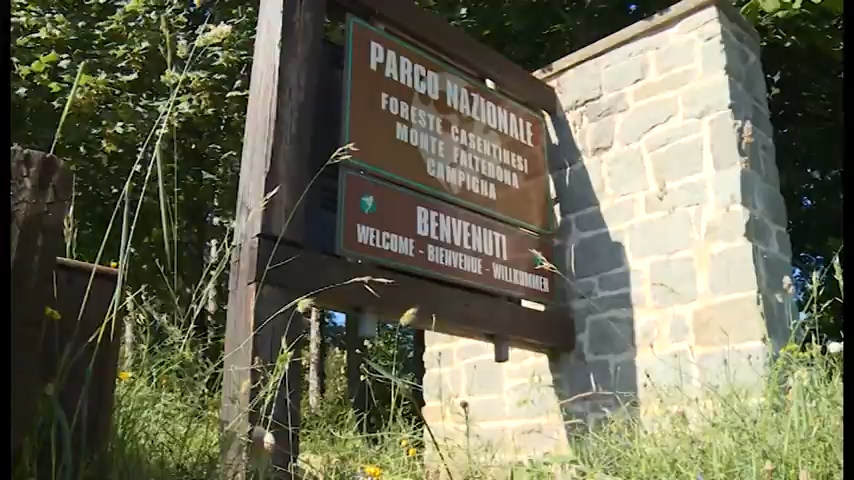 PARCO NAZIONALE
FORESTE CASENTINESI
MONTE FALTERONA
CAMPIGNA
BENVENUTI
WELCOME - BIENVENUE - WILLKOMMEN